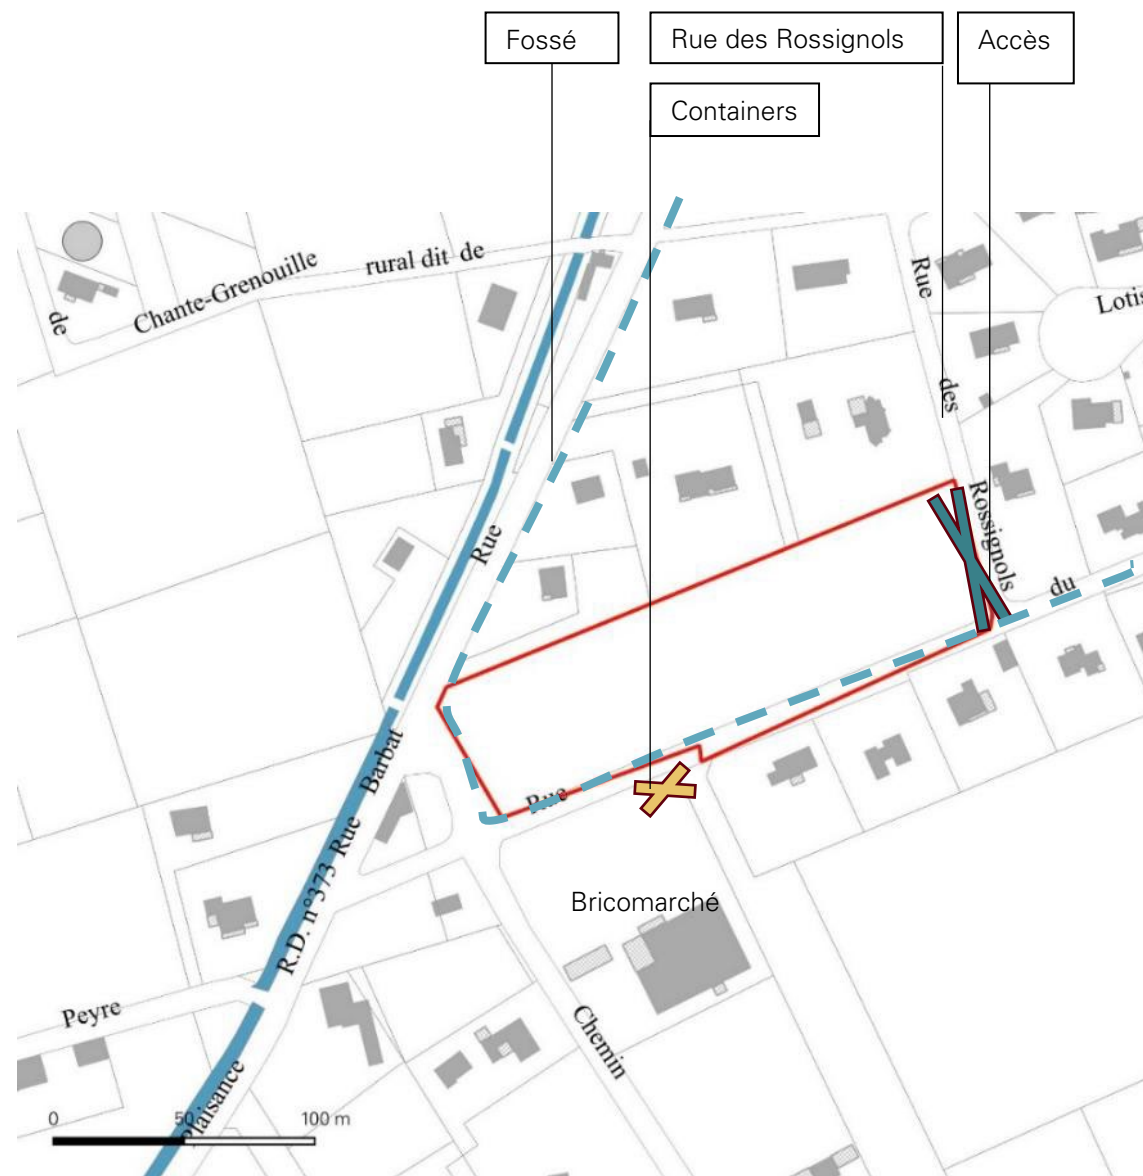 Fossé
Rue des Rossignols
Accès
Containers
Chante-Grenouille
rural dit de
de
Rue
Lotis
des
Rossignols
Rue
du
Barbat
Rue
Rue
R.D. n°373
Bricomarché
Peyre
Chemin
Plaisance
0 50 100 m